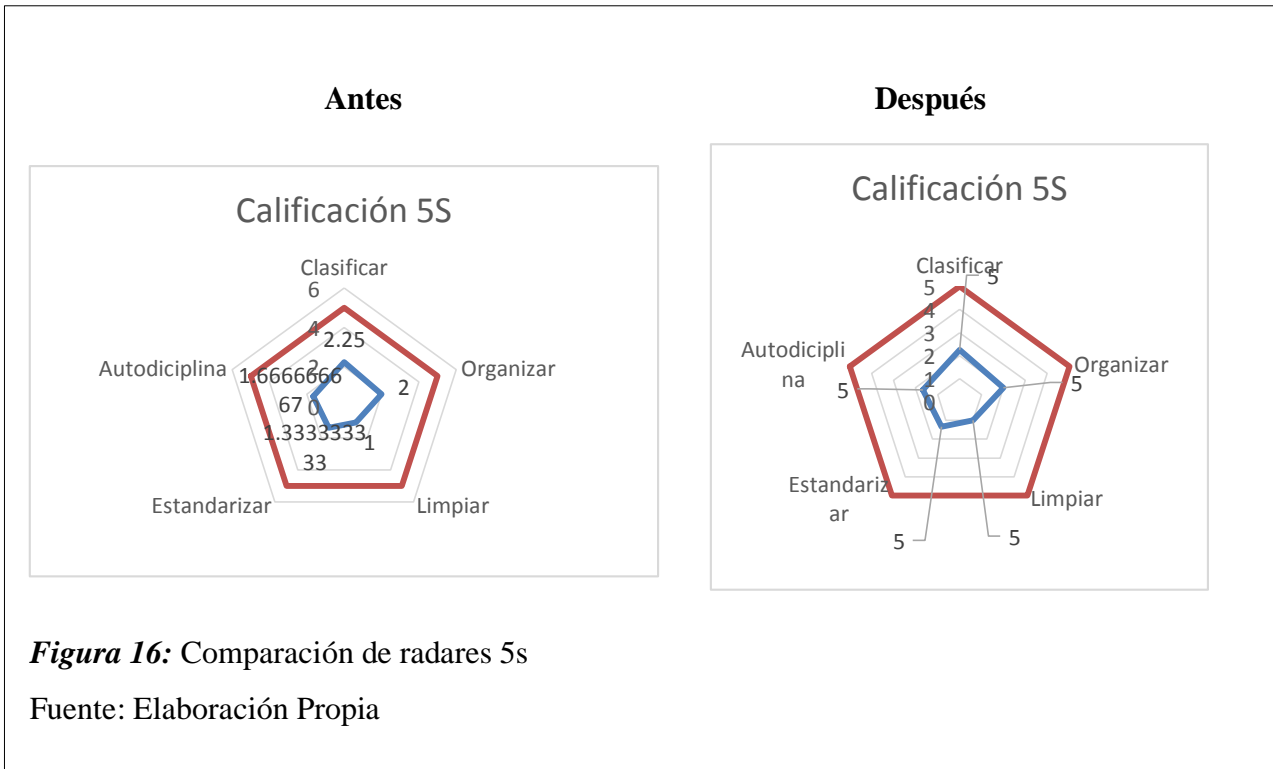 Antes
Después
Calificación 5S
Clasificar
6
4
2
0
2.25
Autodiciplina
1.6666666
67
Organizar
2
1.3333333
33
1
Estandarizar
Limpiar
Calificación 5S
Clasificar
5
5
4
3
2
1
0
Autodicipli
na
5
Organizar
5
Estandariz
ar
Limpiar
5
5
Figura 16: Comparación de radares 5s
Fuente: Elaboración Propia